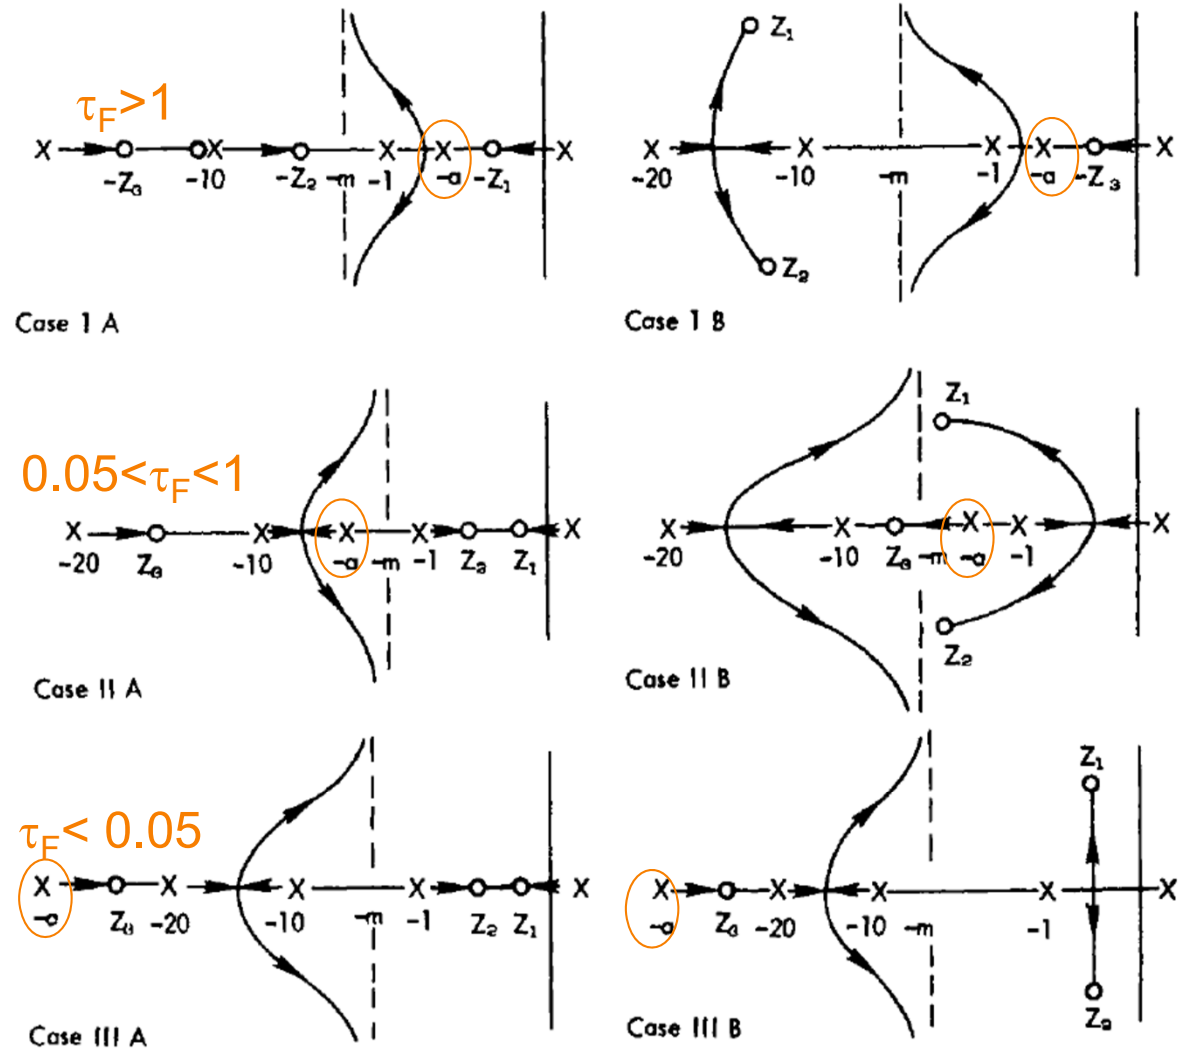 τF>1
Z₁
X X X X X
-Z₃ -10 -Z₂ -m -1 -a -Z₁
X X X X X
-20 -10 -m -1 -a -Z₃
Z₂
Case I A
Case I B
Z₁
0.05<τF<1
X X X X X
-20 Z₃ -10 -a -m -1 Z₂ Z₁
X X X X X
-20 -10 Z₃ -m -a -1
Z₂
Case II A
Case II B
Z₁
τF< 0.05
X X X X X
-a Z₃ -20 -10 -m -1 Z₂ Z₁
X X X X X
-a Z₃ -20 -10 -m -1
Z₂
Case III A
Case III B